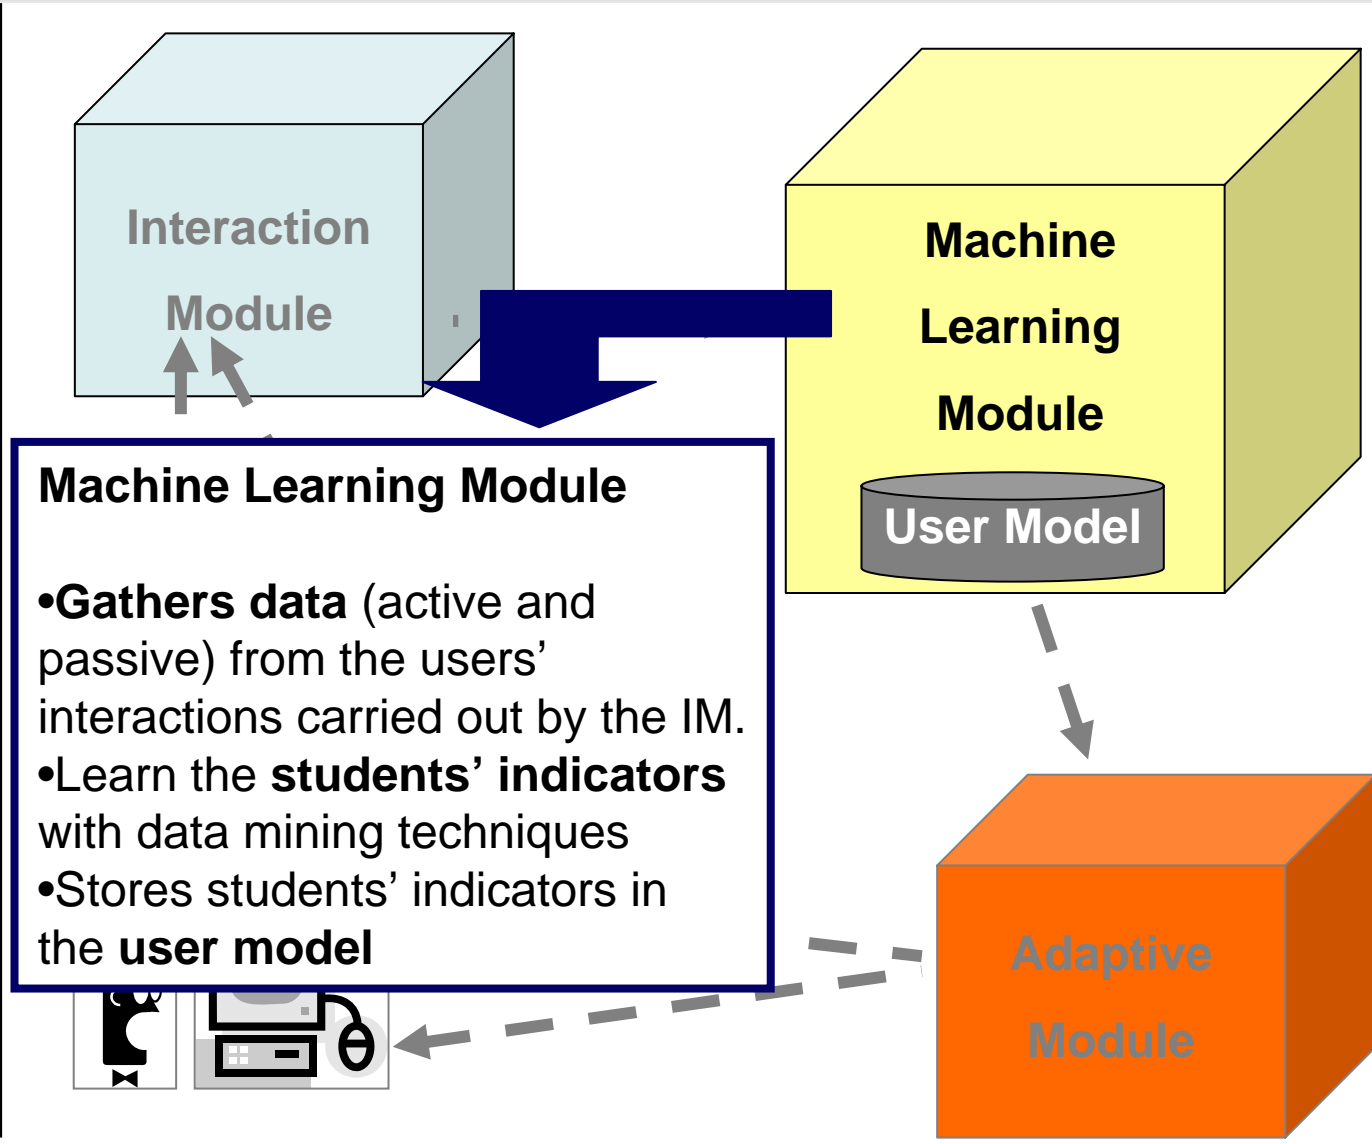 Interaction
Module
Machine
Learning
Module
User Model
Machine Learning Module
•Gathers data (active and
passive) from the users’
interactions carried out by the IM.
•Learn the students’ indicators
with data mining techniques
•Stores students’ indicators in
the user model
Adaptive
Module